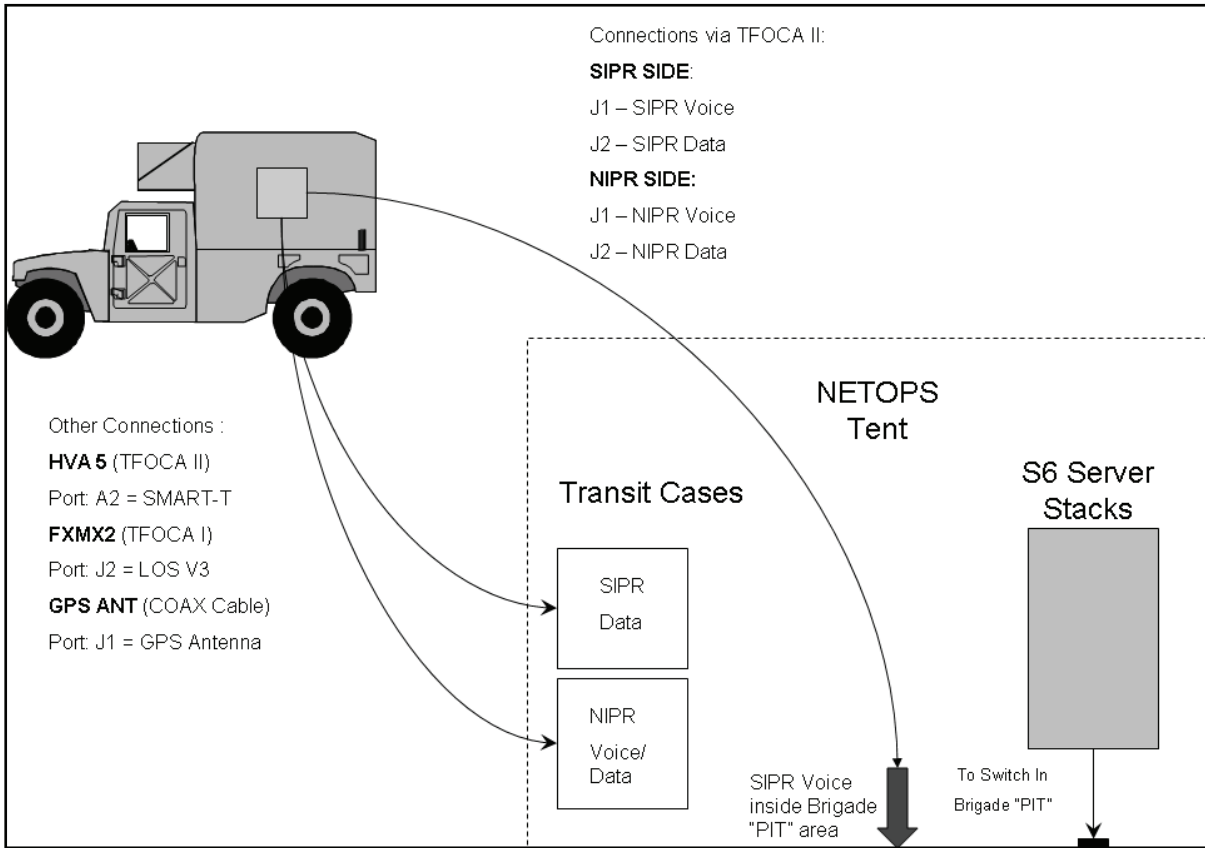 Connections via TFOCA II:
SIPR SIDE:
J1 – SIPR Voice
J2 – SIPR Data
NIPR SIDE:
J1 – NIPR Voice
J2 – NIPR Data
Other Connections :
HVA 5 (TFOCA II)
Port: A2 = SMART-T
FXMX2 (TFOCA I)
Port: J2 = LOS V3
GPS ANT (COAX Cable)
Port: J1 = GPS Antenna
NETOPS
Tent
Transit Cases
SIPR
Data
NIPR
Voice/
Data
S6 Server
Stacks
SIPR Voice
inside Brigade
"PIT" area
To Switch In
Brigade "PIT"